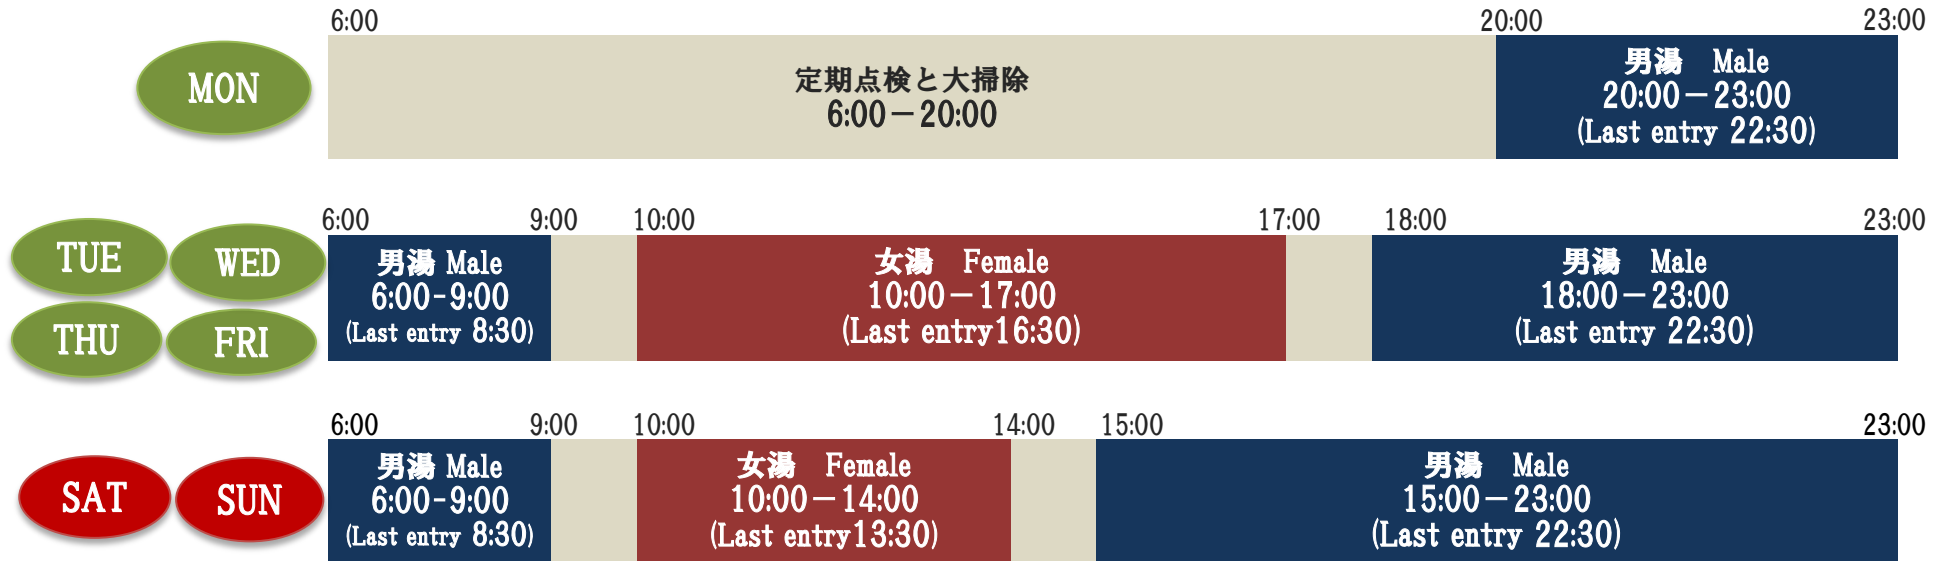 6:00 20:00 23:00
MON
定期点検と大掃除
6:00－20:00
男湯　Male
20:00－23:00
(Last entry 22:30)
6:00 9:00 10:00 17:00 18:00 23:00
TUE WED
THU FRI
男湯 Male
6:00-9:00
(Last entry 8:30)
女湯　Female
10:00－17:00
(Last entry16:30)
男湯　Male
18:00－23:00
(Last entry 22:30)
6:00 9:00 10:00 14:00 15:00 23:00
SAT SUN
男湯 Male
6:00-9:00
(Last entry 8:30)
女湯　Female
10:00－14:00
(Last entry13:30)
男湯　Male
15:00－23:00
(Last entry 22:30)